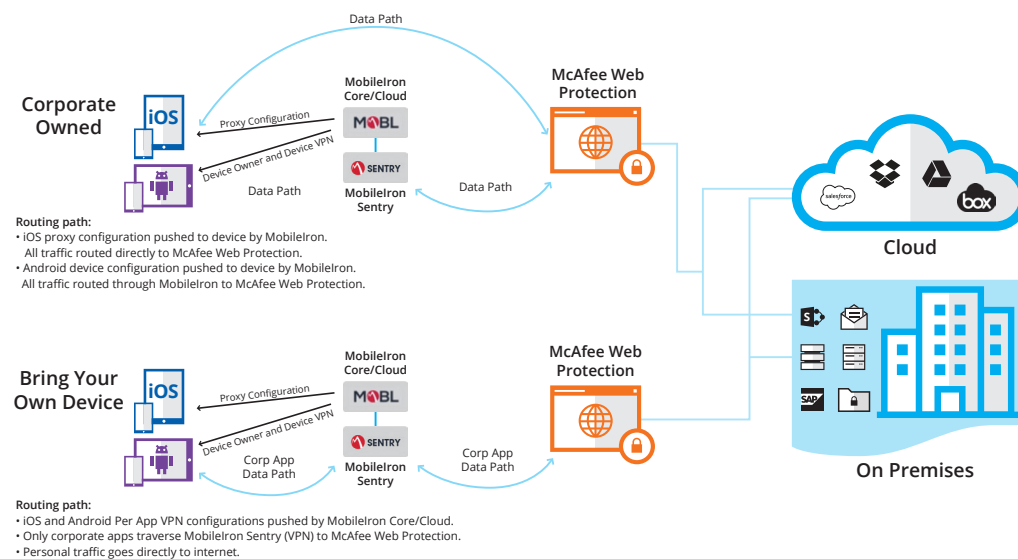 Data Path
McAfee Web
Protection
MobileIron
Core/Cloud
Corporate
Owned
iOS
Proxy Configuration
MOBL
Device Owner and Device VPN
SENTRY
Data Path
Data Path
MobileIron
Sentry
salesforce
box
Cloud
Routing path:
• iOS proxy configuration pushed to device by MobileIron.
All traffic routed directly to McAfee Web Protection.
• Android device configuration pushed to device by MobileIron.
All traffic routed through MobileIron to McAfee Web Protection.
S
SAP
On Premises
MobileIron
Core/Cloud
McAfee Web
Protection
Bring Your
Own Device
iOS
Proxy Configuration
MOBL
Device Owner and Device VPN
SENTRY
Corp App
Data Path
MobileIron
Sentry
Corp App
Data Path
Routing path:
• iOS and Android Per App VPN configurations pushed by MobileIron Core/Cloud.
• Only corporate apps traverse MobileIron Sentry (VPN) to McAfee Web Protection.
• Personal traffic goes directly to internet.